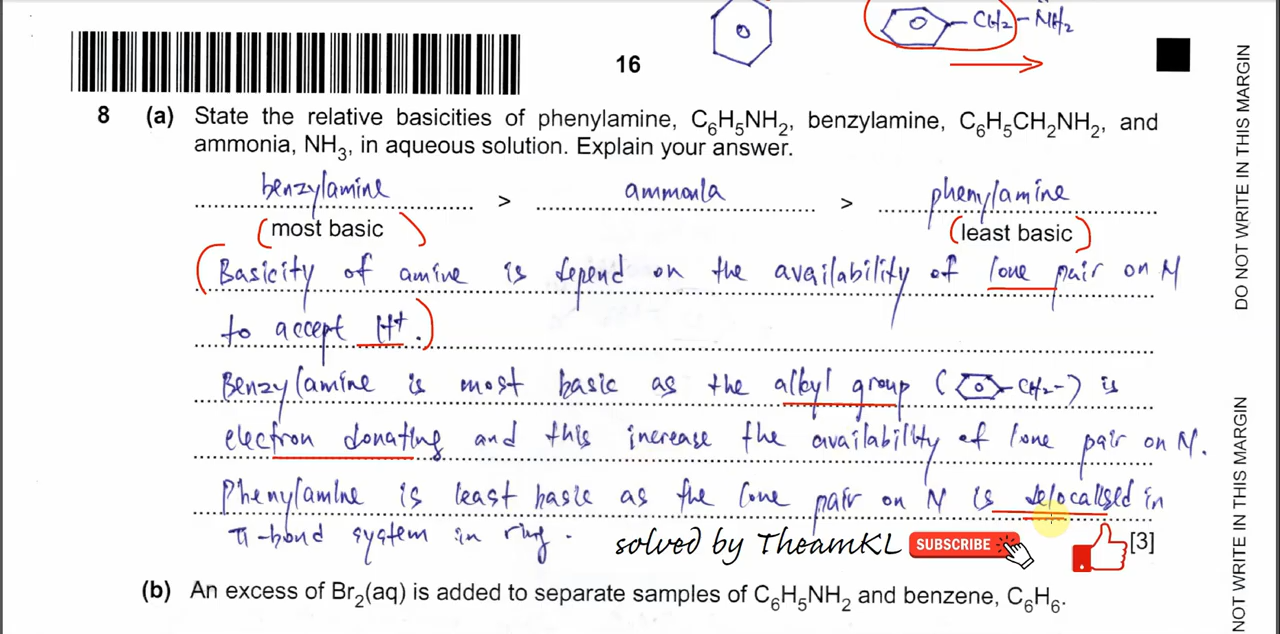 CH2 - NH2
16
8 (a) State the relative basicities of phenylamine, C6H5NH2, benzylamine, C6H5CH2NH2, and
ammonia, NH3, in aqueous solution. Explain your answer.
benzylamine > ammonia > phenylamine
(most basic) (least basic)
(Basicity of amine is depend on the availability of lone pair on N
to accept H+.)
Benzylamine is most basic as the alkyl group ( CH2-) is
electron donating and this increase the availability of lone pair on N.
Phenylamine is least basic as the lone pair on N is delocalised in
π-bond system in ring.
solved by TheamKL SUBSCRIBE [3]
(b) An excess of Br2(aq) is added to separate samples of C6H5NH2 and benzene, C6H6.
DO NOT WRITE IN THIS MARGIN
NOT WRITE IN THIS MARGIN